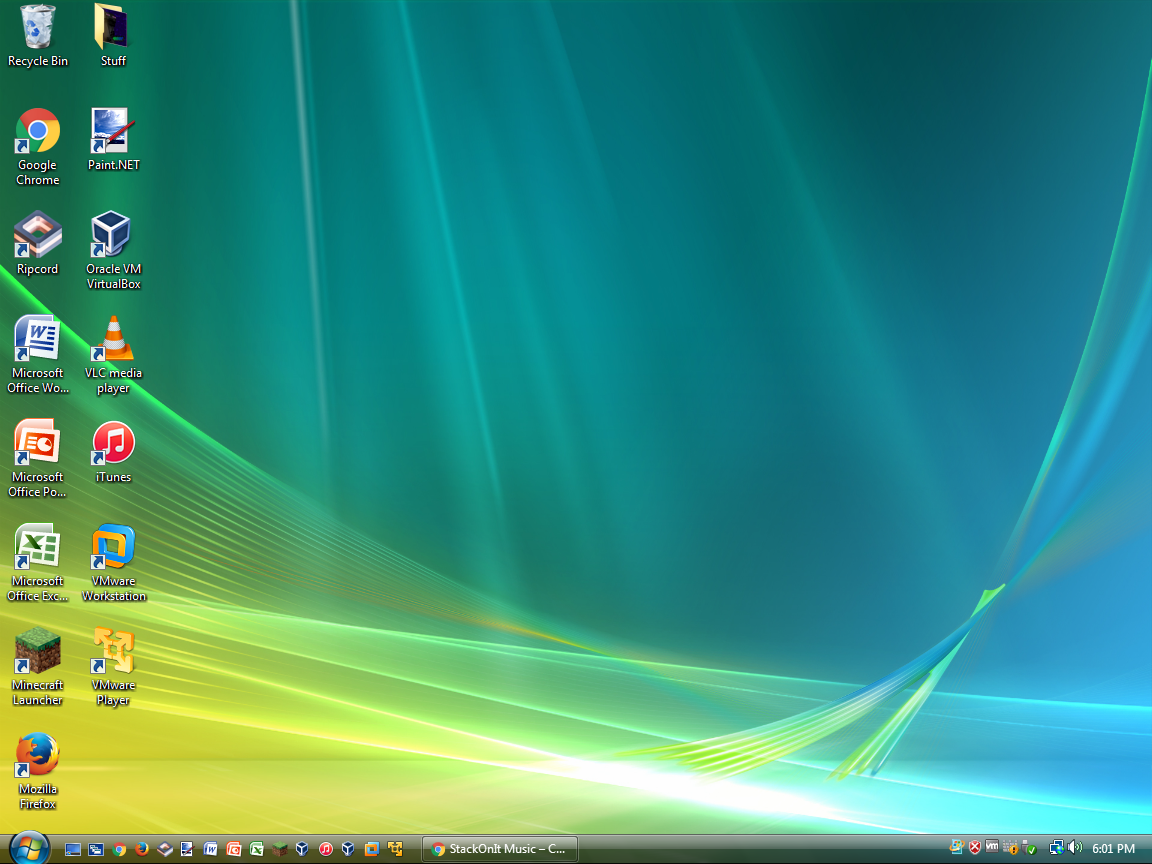 Recycle Bin
Stuff
Google
Chrome
Paint.NET
Ripcord
Oracle VM
VirtualBox
Microsoft
Office Wo...
VLC media
player
Microsoft
Office Po...
iTunes
Microsoft
Office Exc...
VMware
Workstation
Minecraft
Launcher
VMware
Player
Mozilla
Firefox
StackOnIt Music – C...
vm
6:01 PM